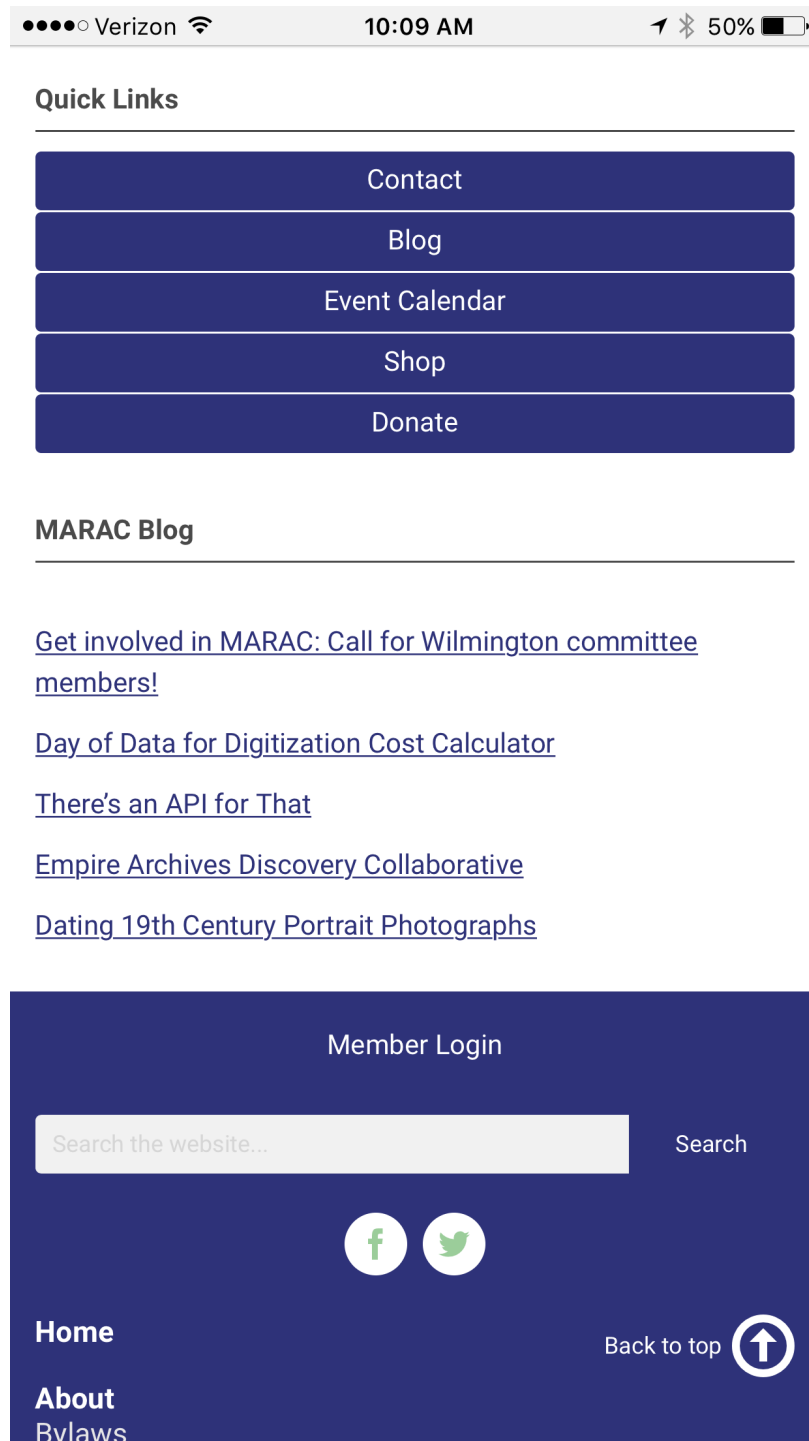 Verizon 10:09 AM 50%
Quick Links
Contact
Blog
Event Calendar
Shop
Donate
MARAC Blog
Get involved in MARAC: Call for Wilmington committee
members!
Day of Data for Digitization Cost Calculator
There’s an API for That
Empire Archives Discovery Collaborative
Dating 19th Century Portrait Photographs
Member Login
Search the website... Search
Home
Back to top
About
Bylaws